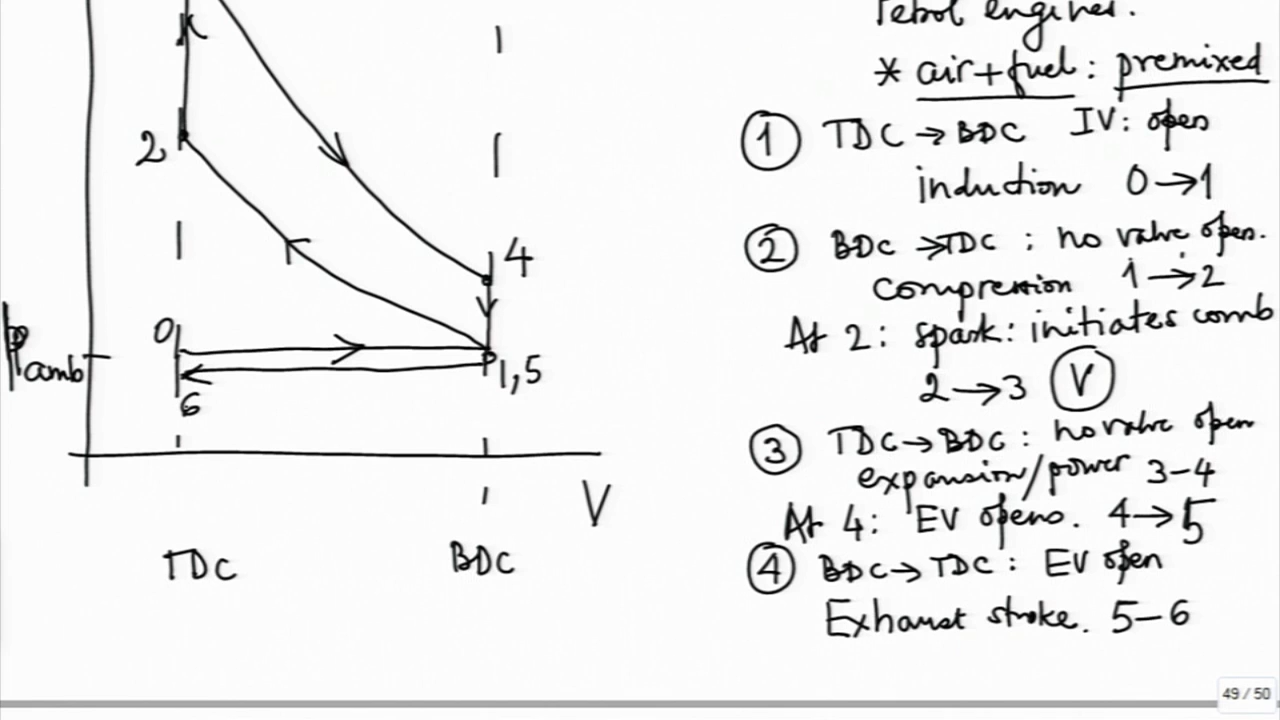 Petrol engines.
* air+fuel: premixed
① TDC → BDC IV: open
induction 0→1
② BDC → TDC : no valve open.
compression 1→2
At 2: spark: initiates comb
2→3 Ⓥ
③ TDC→BDC: no valve open
expansion/power 3-4
At 4: EV opens. 4→5
④ BDC→TDC: EV open
Exhaust stroke. 5-6
2
4
0
Pamb
1,5
6
V
TDC
BDC
49 / 50